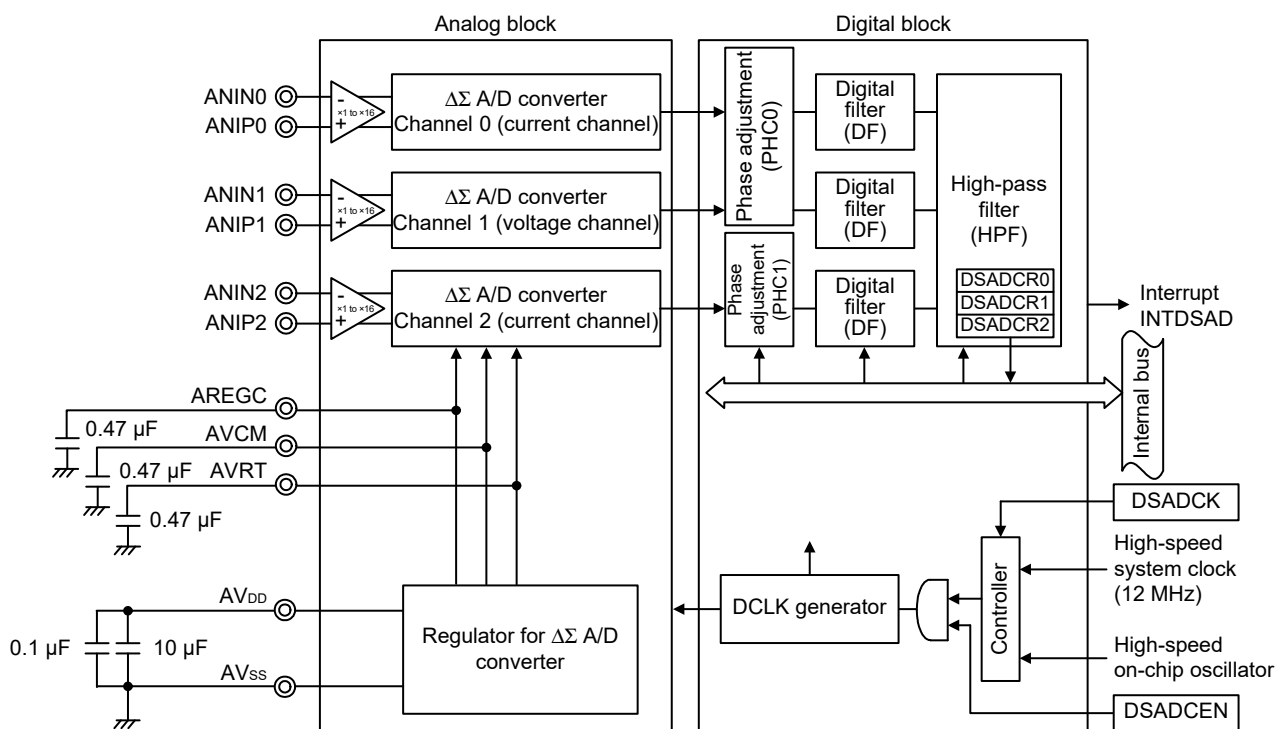 Analog block
Digital block
ANIN0
ANIP0
-
×1 to ×16
+
ΔΣ A/D converter
Channel 0 (current channel)
Phase adjustment
(PHC0)
Digital
filter
(DF)
High-pass
filter
(HPF)
ANIN1
ANIP1
-
×1 to ×16
+
ΔΣ A/D converter
Channel 1 (voltage channel)
Digital
filter
(DF)
ANIN2
ANIP2
-
×1 to ×16
+
ΔΣ A/D converter
Channel 2 (current channel)
Phase
adjustment
(PHC1)
Digital
filter
(DF)
DSADCR0
DSADCR1
DSADCR2
Interrupt
INTDSAD
Internal bus
AREGC
0.47 µF
AVCM
0.47 µF
AVRT
0.47 µF
DSADCK
High-speed
system clock
(12 MHz)
Controller
DCLK generator
High-speed
on-chip oscillator
DSADCEN
AVDD
0.1 µF
10 µF
AVSS
Regulator for ΔΣ A/D
converter